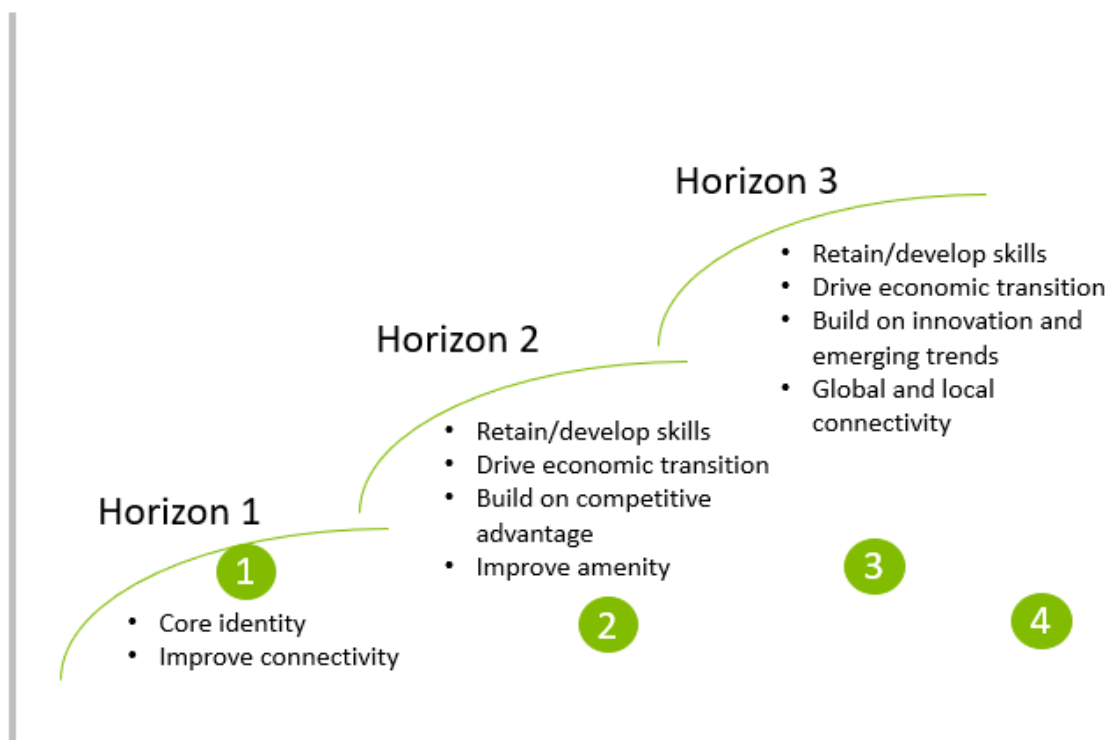 Horizon 3
• Retain/develop skills
• Drive economic transition
• Build on innovation and
emerging trends
• Global and local
connectivity
Horizon 2
• Retain/develop skills
• Drive economic transition
• Build on competitive
advantage
• Improve amenity
Horizon 1
1
• Core identity
• Improve connectivity
2
3
4